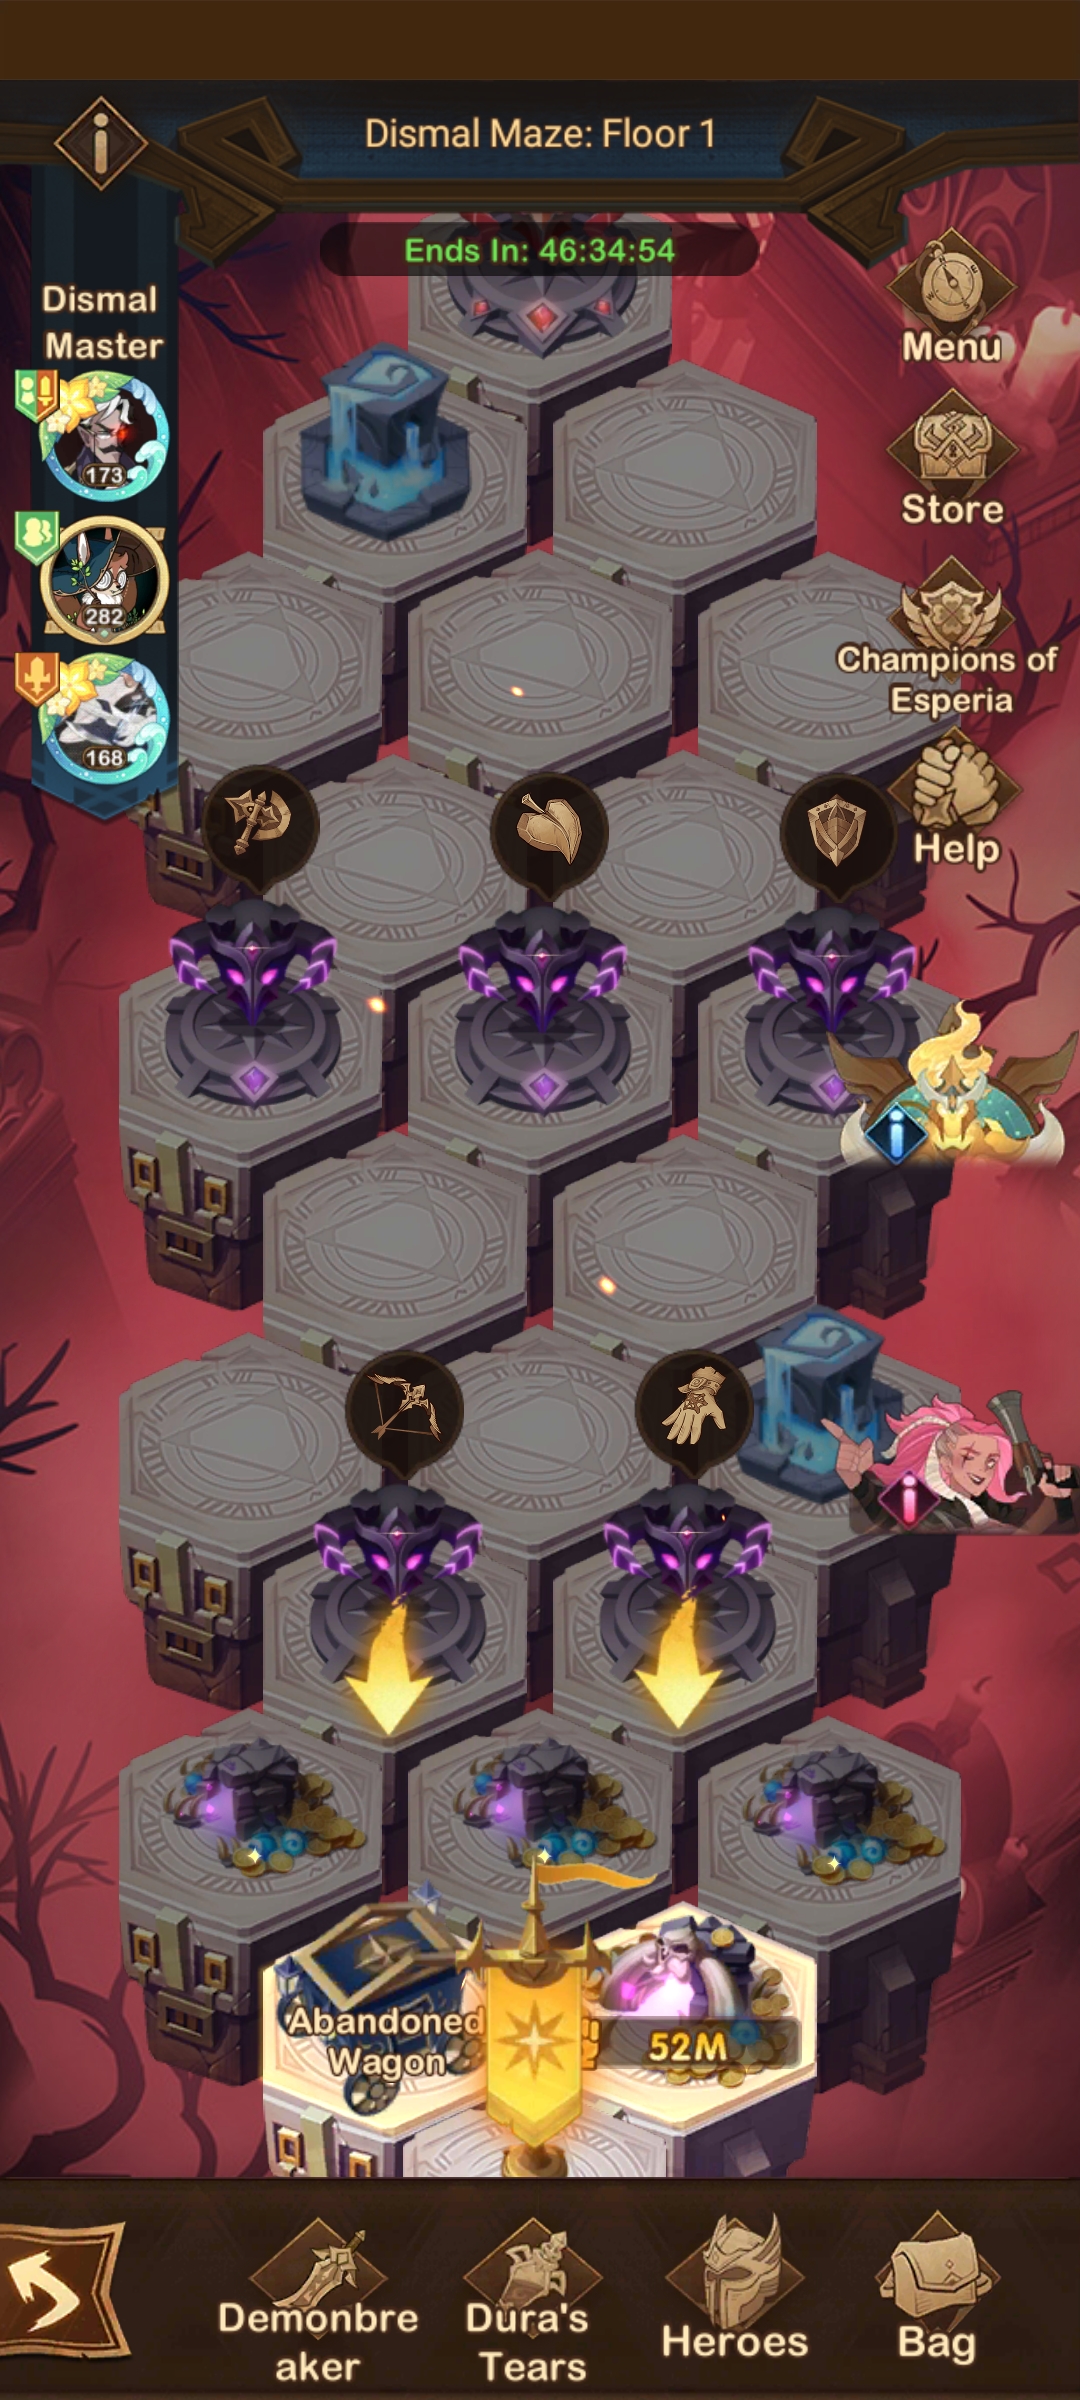 Dismal Maze: Floor 1
Ends In: 46:34:54
Dismal
Master
173
282
168
Menu
Store
Champions of
Esperia
Help
Abandoned
Wagon
52M
Demonbre
aker
Dura's
Tears
Heroes
Bag